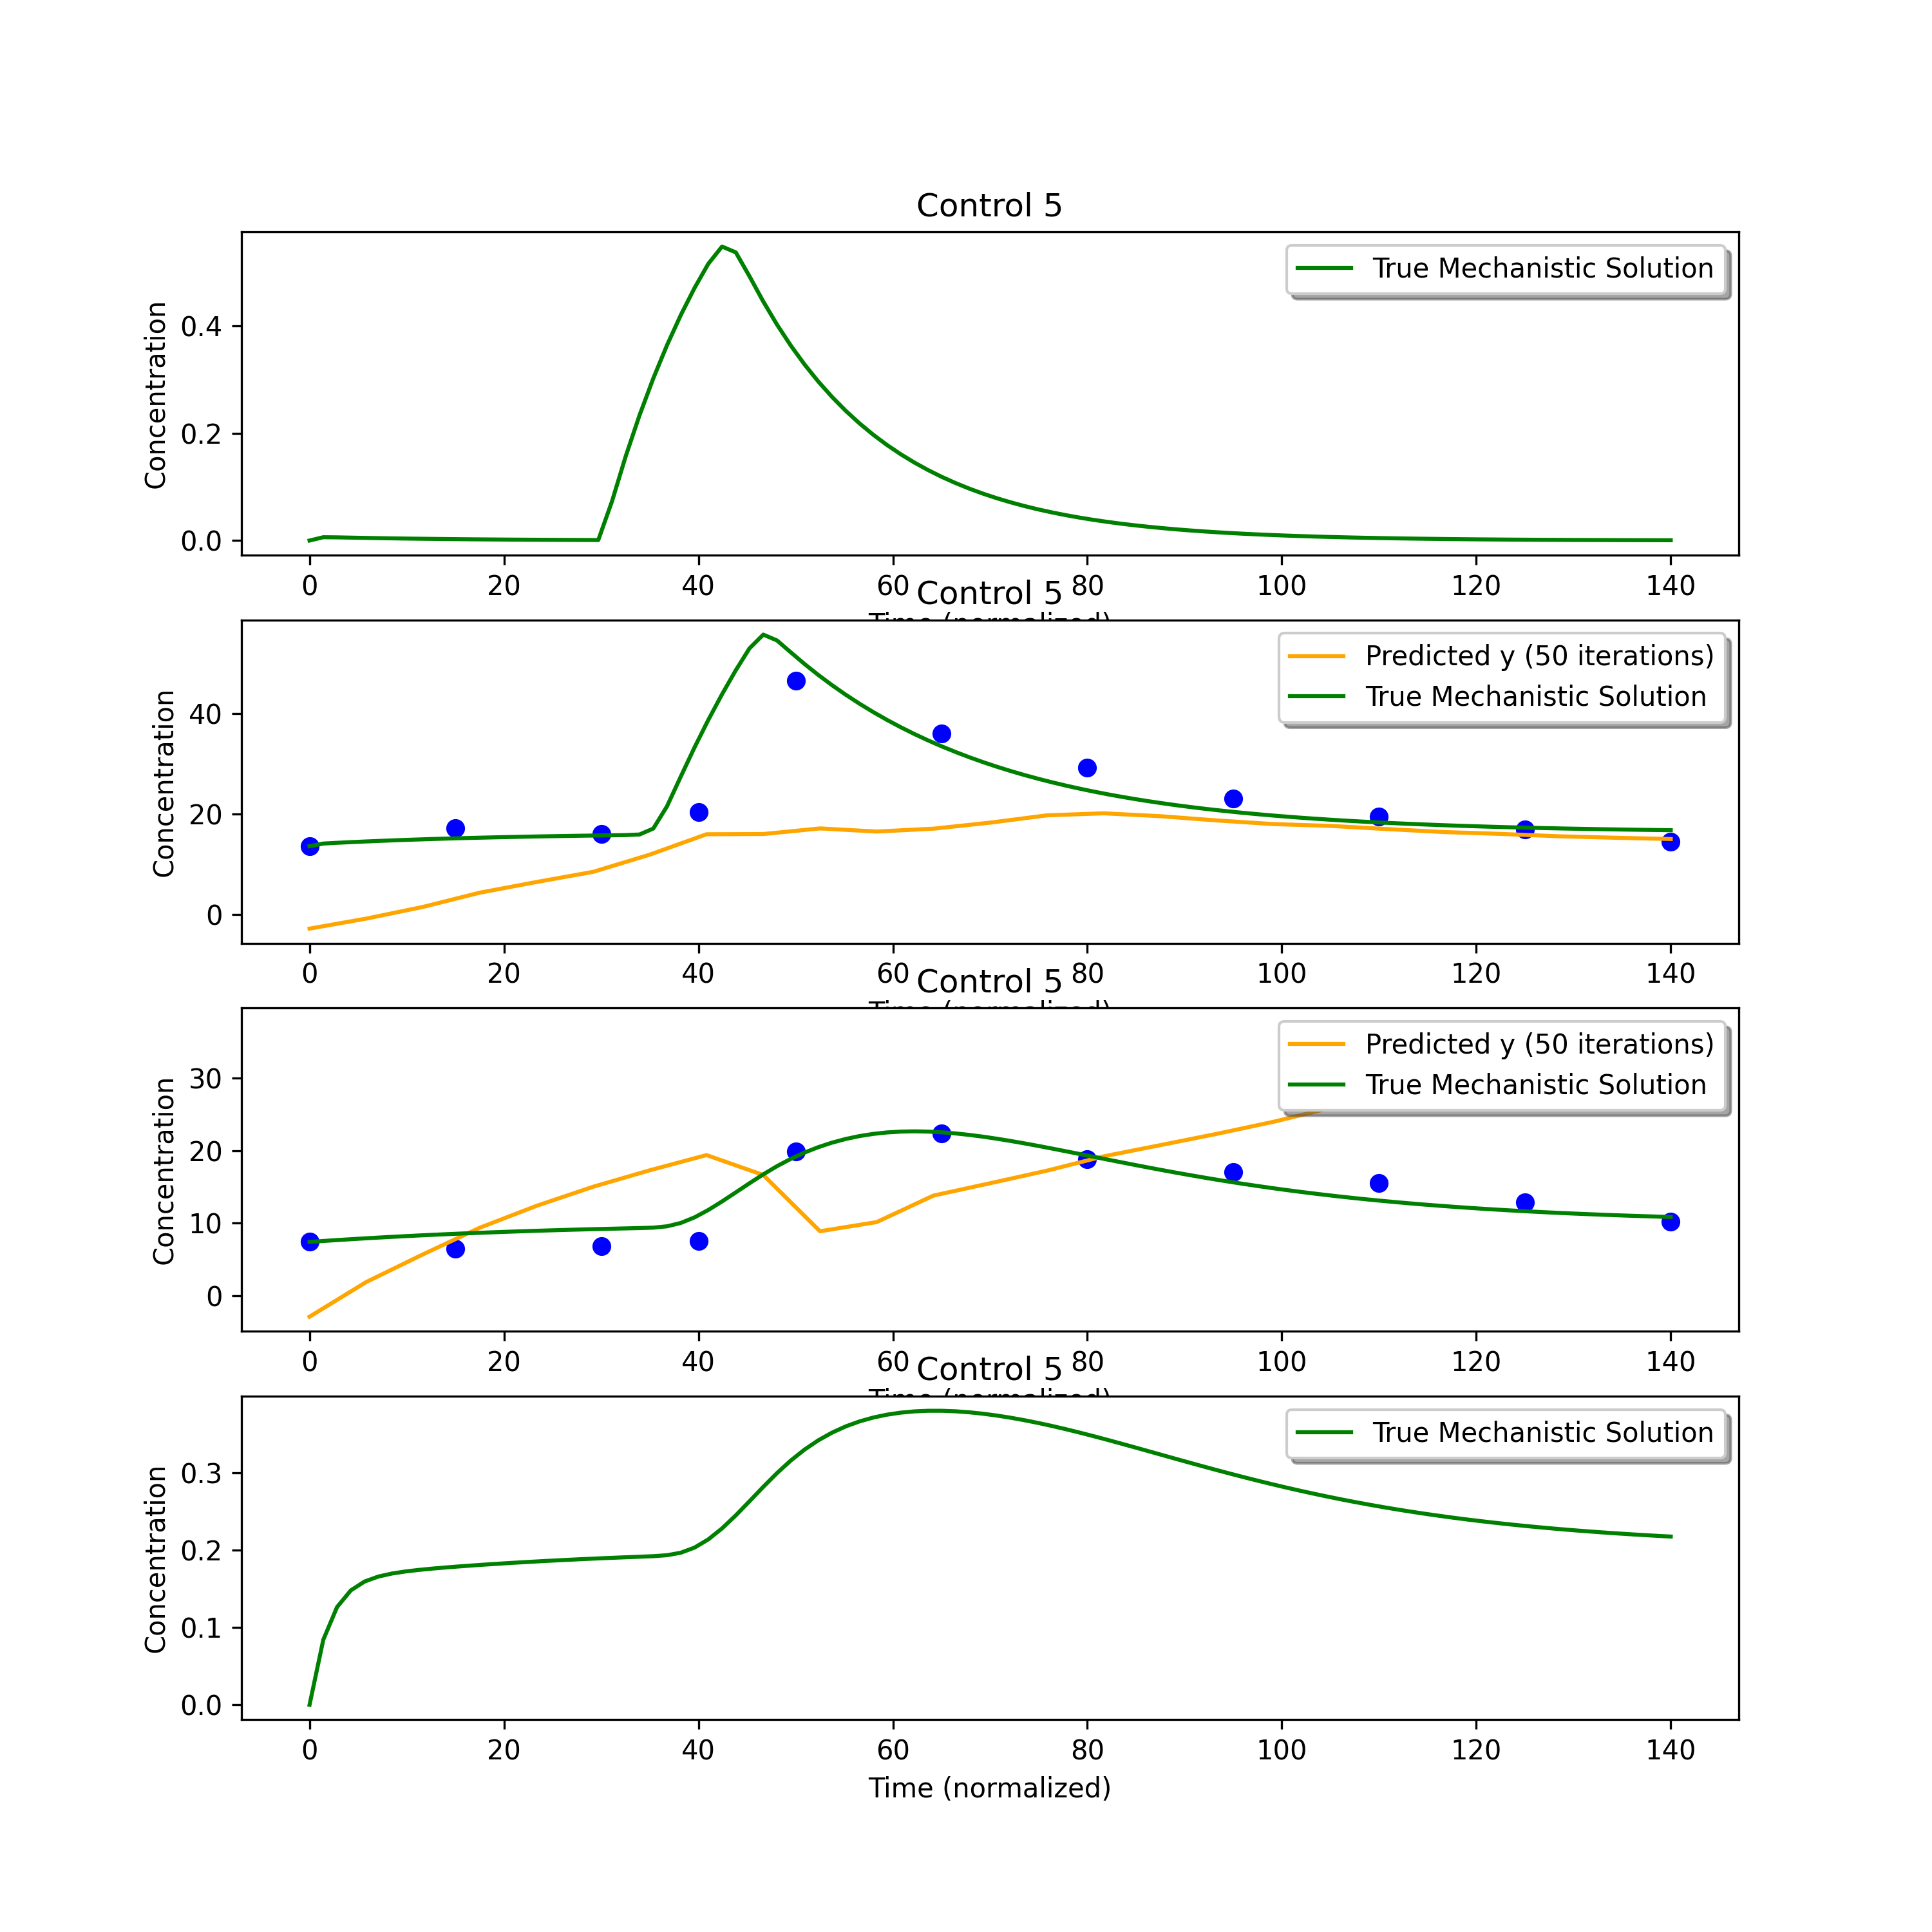 Control 5
True Mechanistic Solution
Concentration
0.4
0.2
0.0
0 20 40 60 80 100 120 140
Control 5
Predicted y (50 iterations)
True Mechanistic Solution
Concentration
40
20
0
0 20 40 60 80 100 120 140
Control 5
Predicted y (50 iterations)
True Mechanistic Solution
Concentration
30
20
10
0
0 20 40 60 80 100 120 140
Control 5
True Mechanistic Solution
Concentration
0.3
0.2
0.1
0.0
0 20 40 60 80 100 120 140
Time (normalized)